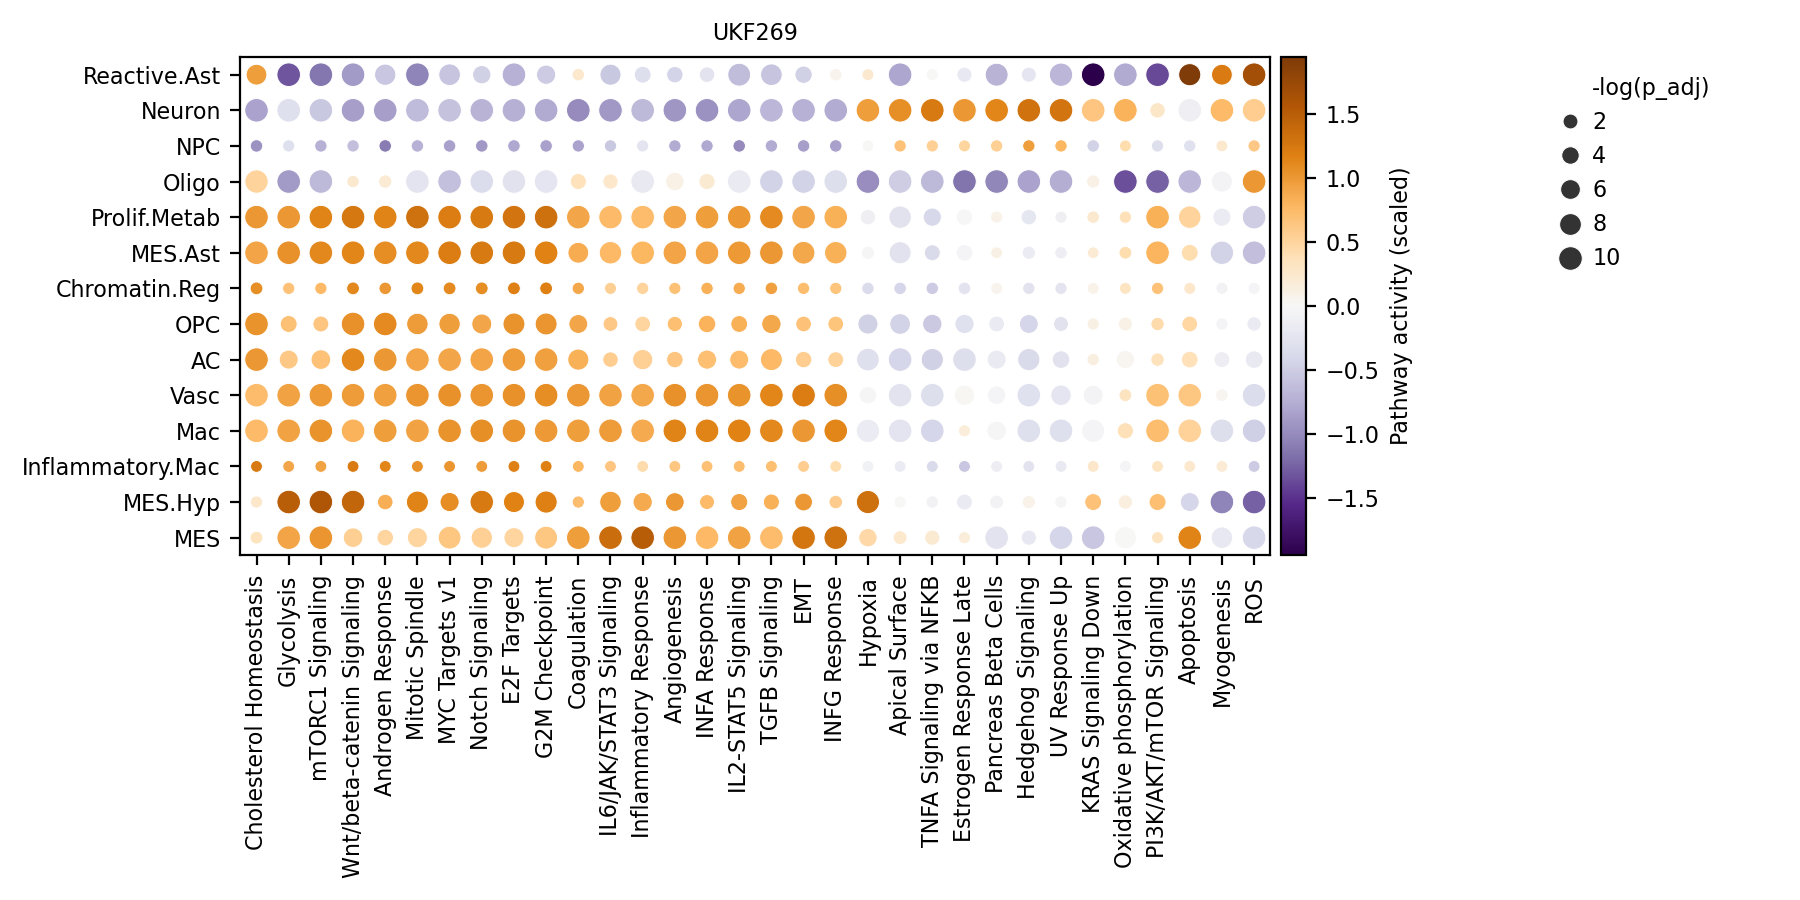 UKF269
Reactive.Ast
Neuron
NPC
Oligo
Prolif.Metab
MES.Ast
Chromatin.Reg
OPC
AC
Vasc
Mac
Inflammatory.Mac
MES.Hyp
MES
Cholesterol Homeostasis
Glycolysis
mTORC1 Signaling
Wnt/beta-catenin Signaling
Androgen Response
Mitotic Spindle
MYC Targets v1
Notch Signaling
E2F Targets
G2M Checkpoint
Coagulation
IL6/JAK/STAT3 Signaling
Inflammatory Response
Angiogenesis
INFA Response
IL2-STAT5 Signaling
TGFB Signaling
EMT
INFG Response
Hypoxia
Apical Surface
TNFA Signaling via NFKB
Estrogen Response Late
Pancreas Beta Cells
Hedgehog Signaling
UV Response Up
KRAS Signaling Down
Oxidative phosphorylation
PI3K/AKT/mTOR Signaling
Apoptosis
Myogenesis
ROS
1.5
1.0
0.5
0.0
−0.5
−1.0
−1.5
Pathway activity (scaled)
-log(p_adj)
2
4
6
8
10